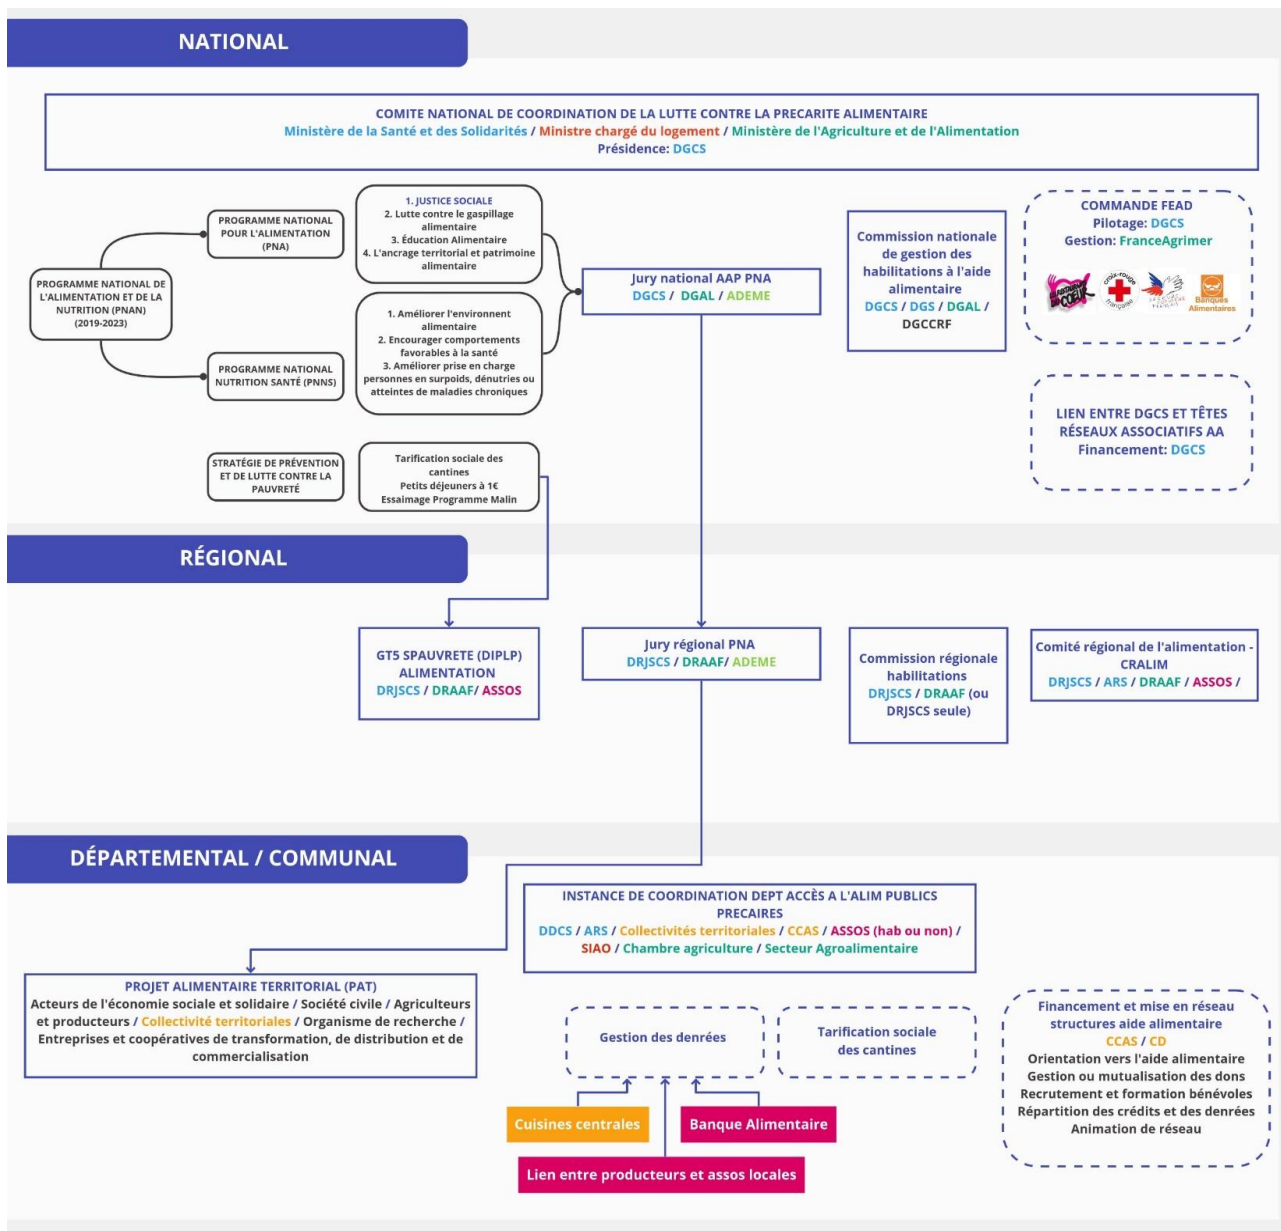 NATIONAL
COMITE NATIONAL DE COORDINATION DE LA LUTTE CONTRE LA PRECARITE ALIMENTAIRE
Ministère de la Santé et des Solidarités / Ministre chargé du logement / Ministère de l'Agriculture et de l'Alimentation
Présidence: DGCS
PROGRAMME NATIONAL DE
L'ALIMENTATION ET DE LA
NUTRITION (PNAN)
(2019-2023)
PROGRAMME NATIONAL
POUR L'ALIMENTATION
(PNA)
1. JUSTICE SOCIALE
2. Lutte contre le gaspillage
alimentaire
3. Éducation Alimentaire
4. L'ancrage territorial et patrimoine
alimentaire
PROGRAMME NATIONAL
NUTRITION SANTÉ (PNNS)
1. Améliorer l'environnent
alimentaire
2. Encourager comportements
favorables à la santé
3. Améliorer prise en charge
personnes en surpoids, dénutries ou
atteintes de maladies chroniques
Jury national AAP PNA
DGCS / DGAL / ADEME
Commission nationale
de gestion des
habilitations à l'aide
alimentaire
DGCS / DGS / DGAL /
DGCCRF
COMMANDE FEAD
Pilotage: DGCS
Gestion: FranceAgrimer
croix-rouge
française
Banques
Alimentaires
LIEN ENTRE DGCS ET TÊTES
RÉSEAUX ASSOCIATIFS AA
Financement: DGCS
STRATÉGIE DE PRÉVENTION
ET DE LUTTE CONTRE LA
PAUVRETÉ
Tarification sociale des
cantines
Petits déjeuners à 1€
Essaimage Programme Malin
RÉGIONAL
GT5 SPAUVRETE (DIPLP)
ALIMENTATION
DRJSCS / DRAAF/ ASSOS
Jury régional PNA
DRJSCS / DRAAF/ ADEME
Commission régionale
habilitations
DRJSCS / DRAAF (ou
DRJSCS seule)
Comité régional de l'alimentation -
CRALIM
DRJSCS / ARS / DRAAF / ASSOS /
DÉPARTEMENTAL / COMMUNAL
INSTANCE DE COORDINATION DEPT ACCÈS A L'ALIM PUBLICS
PRECAIRES
DDCS / ARS / Collectivités territoriales / CCAS / ASSOS (hab ou non) /
SIAO / Chambre agriculture / Secteur Agroalimentaire
PROJET ALIMENTAIRE TERRITORIAL (PAT)
Acteurs de l'économie sociale et solidaire / Société civile / Agriculteurs
et producteurs / Collectivité territoriales / Organisme de recherche /
Entreprises et coopératives de transformation, de distribution et de
commercialisation
Gestion des denrées
Tarification sociale
des cantines
Financement et mise en réseau
structures aide alimentaire
CCAS / CD
Orientation vers l'aide alimentaire
Gestion ou mutualisation des dons
Recrutement et formation bénévoles
Répartition des crédits et des denrées
Animation de réseau
Cuisines centrales
Banque Alimentaire
Lien entre producteurs et assos locales